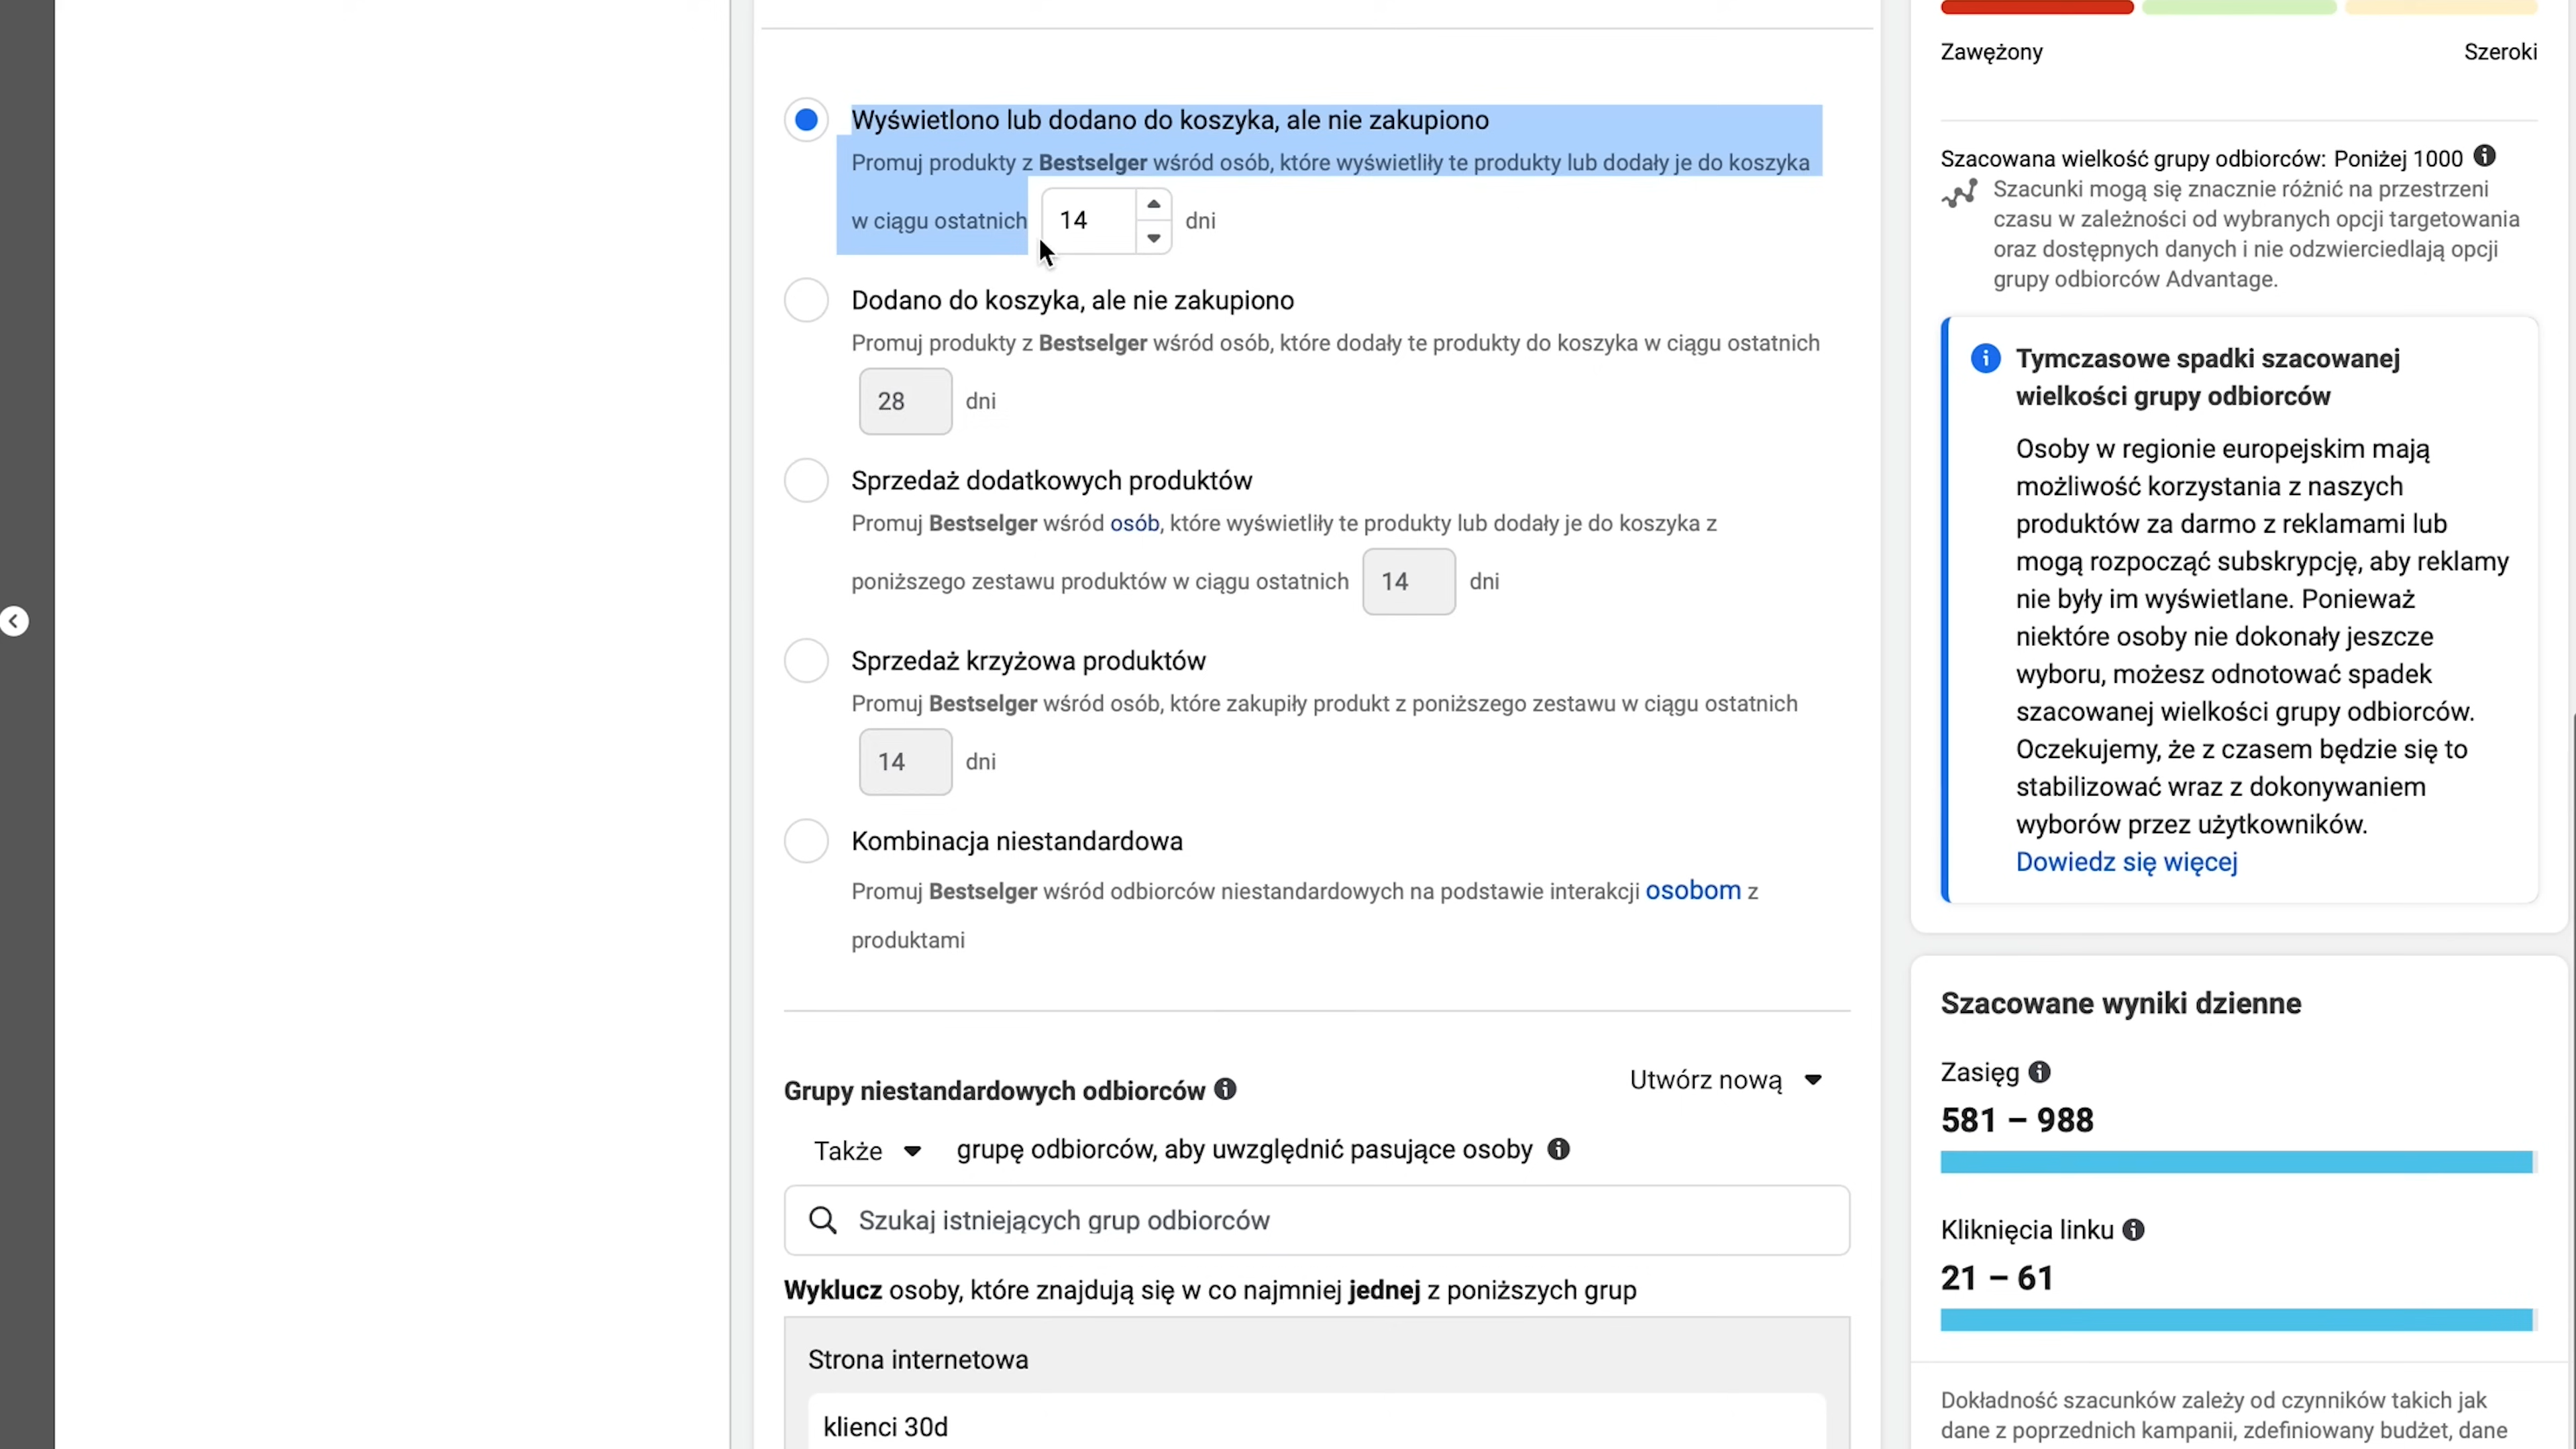 Wyświetlono lub dodano do koszyka, ale nie zakupiono
Promuj produkty z Bestselger wśród osób, które wyświetliły te produkty lub dodały je do koszyka
w ciągu ostatnich 14 dni
Dodano do koszyka, ale nie zakupiono
Promuj produkty z Bestselger wśród osób, które dodały te produkty do koszyka w ciągu ostatnich
28 dni
Sprzedaż dodatkowych produktów
Promuj Bestselger wśród osób, które wyświetliły te produkty lub dodały je do koszyka z
poniższego zestawu produktów w ciągu ostatnich 14 dni
Sprzedaż krzyżowa produktów
Promuj Bestselger wśród osób, które zakupiły produkt z poniższego zestawu w ciągu ostatnich
14 dni
Kombinacja niestandardowa
Promuj Bestselger wśród odbiorców niestandardowych na podstawie interakcji osobom z
produktami
Grupy niestandardowych odbiorców
Utwórz nową
Także grupę odbiorców, aby uwzględnić pasujące osoby
Szukaj istniejących grup odbiorców
Wyklucz osoby, które znajdują się w co najmniej jednej z poniższych grup
Strona internetowa
klienci 30d
Zawężony Szeroki
Szacowana wielkość grupy odbiorców: Poniżej 1000
Szacunki mogą się znacznie różnić na przestrzeni
czasu w zależności od wybranych opcji targetowania
oraz dostępnych danych i nie odzwierciedlają opcji
grupy odbiorców Advantage.
Tymczasowe spadki szacowanej
wielkości grupy odbiorców
Osoby w regionie europejskim mają
możliwość korzystania z naszych
produktów za darmo z reklamami lub
mogą rozpocząć subskrypcję, aby reklamy
nie były im wyświetlane. Ponieważ
niektóre osoby nie dokonały jeszcze
wyboru, możesz odnotować spadek
szacowanej wielkości grupy odbiorców.
Oczekujemy, że z czasem będzie się to
stabilizować wraz z dokonywaniem
wyborów przez użytkowników.
Dowiedz się więcej
Szacowane wyniki dzienne
Zasięg
581 – 988
Kliknięcia linku
21 – 61
Dokładność szacunków zależy od czynników takich jak
dane z poprzednich kampanii, zdefiniowany budżet, dane